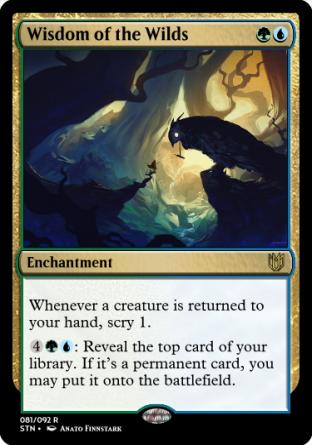 Wisdom of the Wilds
Enchantment
Whenever a creature is returned to
your hand, scry 1.
4: Reveal the top card of your
library. If it's a permanent card, you
may put it onto the battlefield.
081/092 R
STN • Anato Finnstark